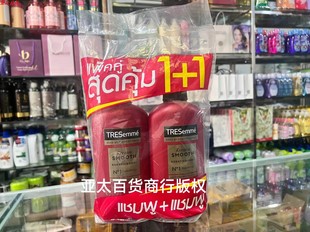 แพ็คคู่
สุดคุ้ม 1+1
TRESemmé
TRESemmé
SMOOTH
SMOOTH
亚太百货商行版权
แชมพู+แชมพู